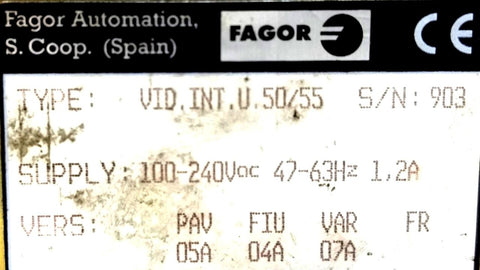 Fagor Automation,
S. Coop. (Spain)
FAGOR
CE
TYPE: VID.INT.U.50/55 S/N: 903
SUPPLY: 100-240Vac 47-63Hz 1,2A
VERS: PAV FIU VAR FR
05A 04A 07A